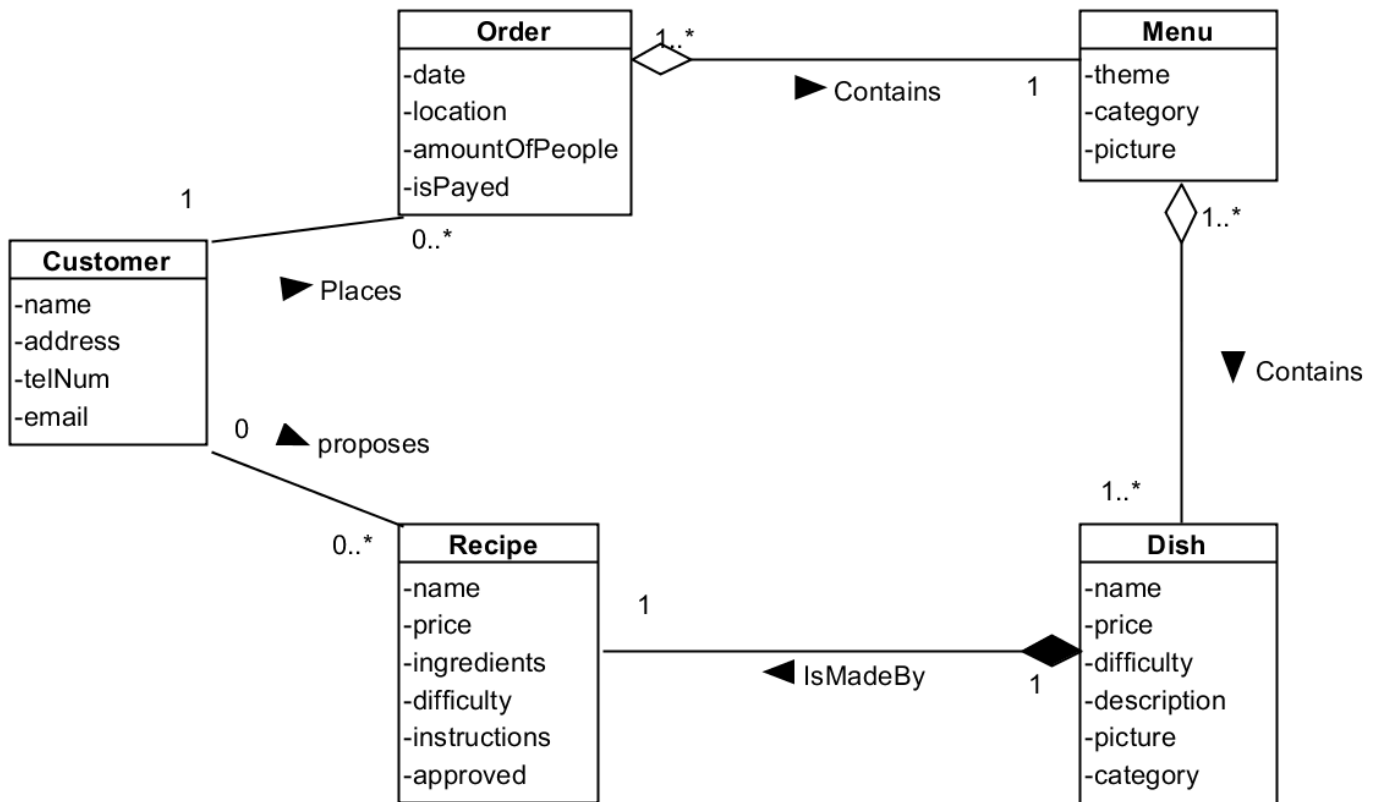 Order
-date
-location
-amountOfPeople
-isPayed
1..*
Contains
1
Menu
-theme
-category
-picture
1
0..*
Places
Customer
-name
-address
-telNum
-email
1..*
Contains
1..*
0
proposes
0..*
Recipe
-name
-price
-ingredients
-difficulty
-instructions
-approved
1
IsMadeBy
1
Dish
-name
-price
-difficulty
-description
-picture
-category